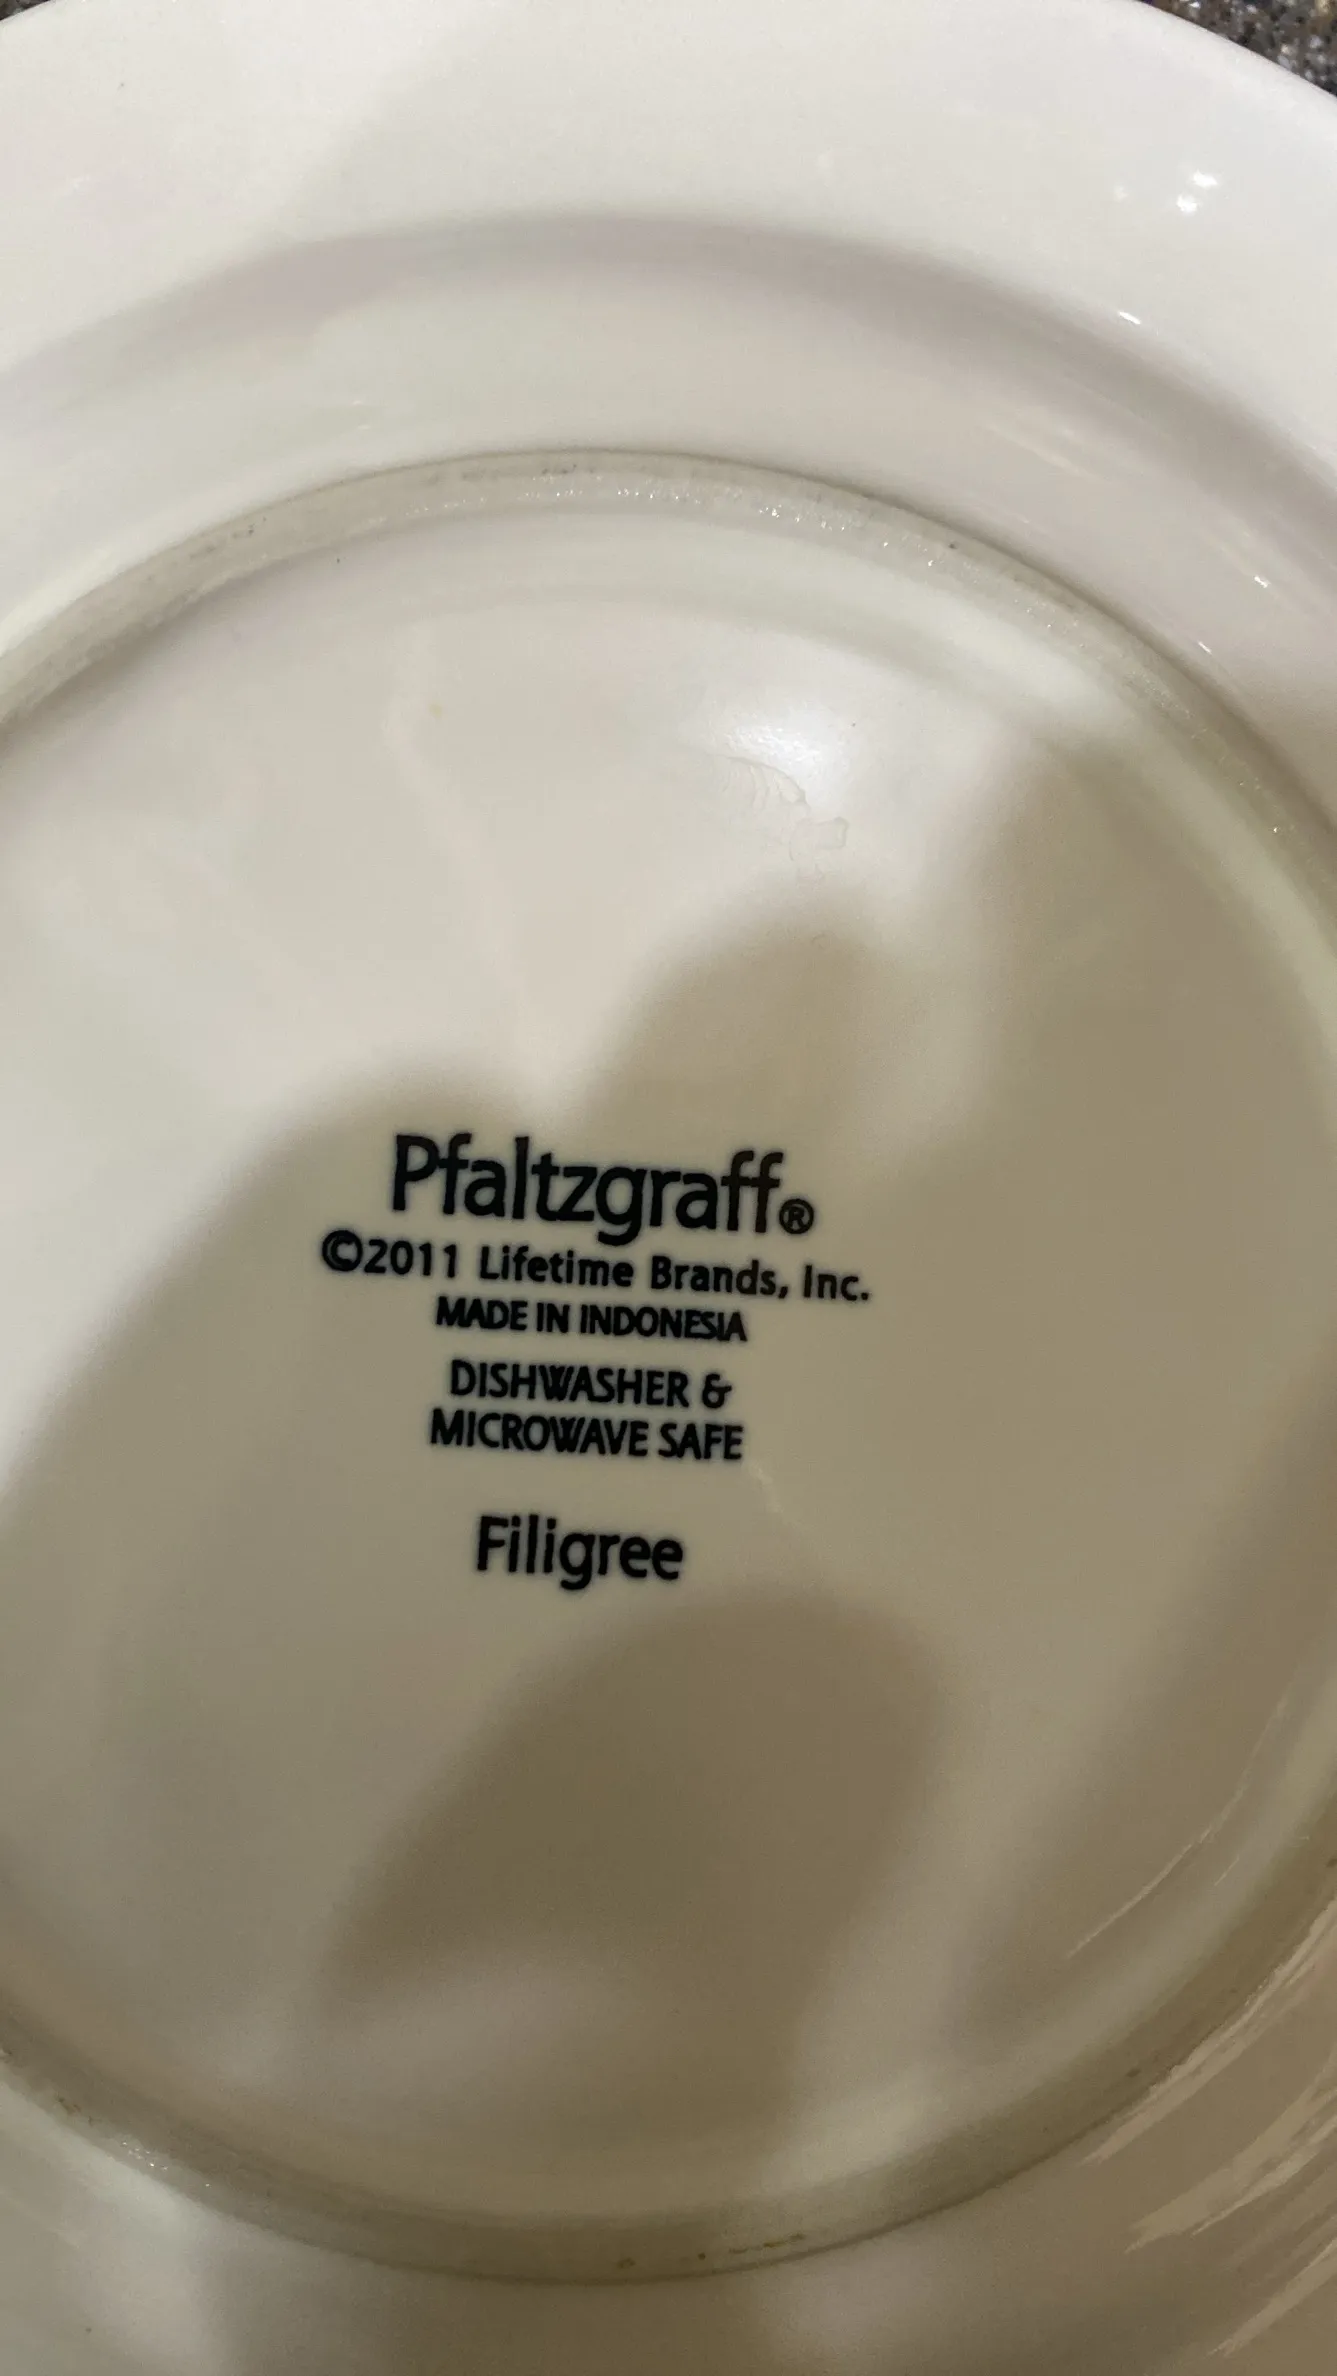 Pfaltzgraff®
©2011 Lifetime Brands, Inc.
MADE IN INDONESIA
DISHWASHER &
MICROWAVE SAFE
Filigree